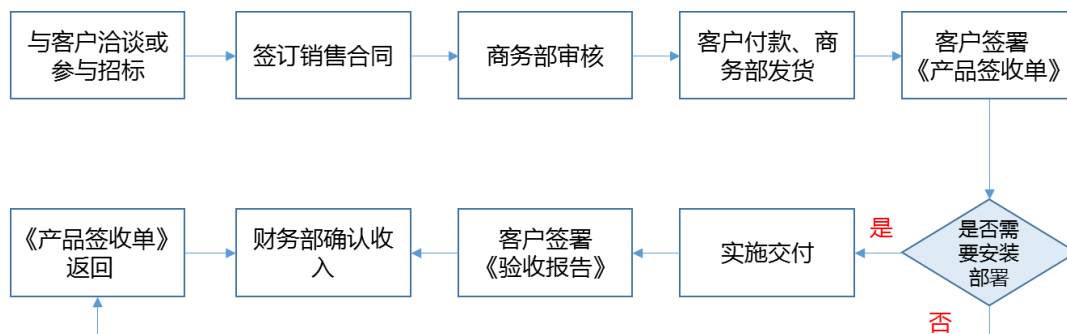 与客户洽谈或
参与招标
签订销售合同
商务部审核
客户付款、商
务部发货
客户签署
《产品签收单》
《产品签收单》
返回
财务部确认收
入
客户签署
《验收报告》
实施交付
是
是否需
要安装
部署
否